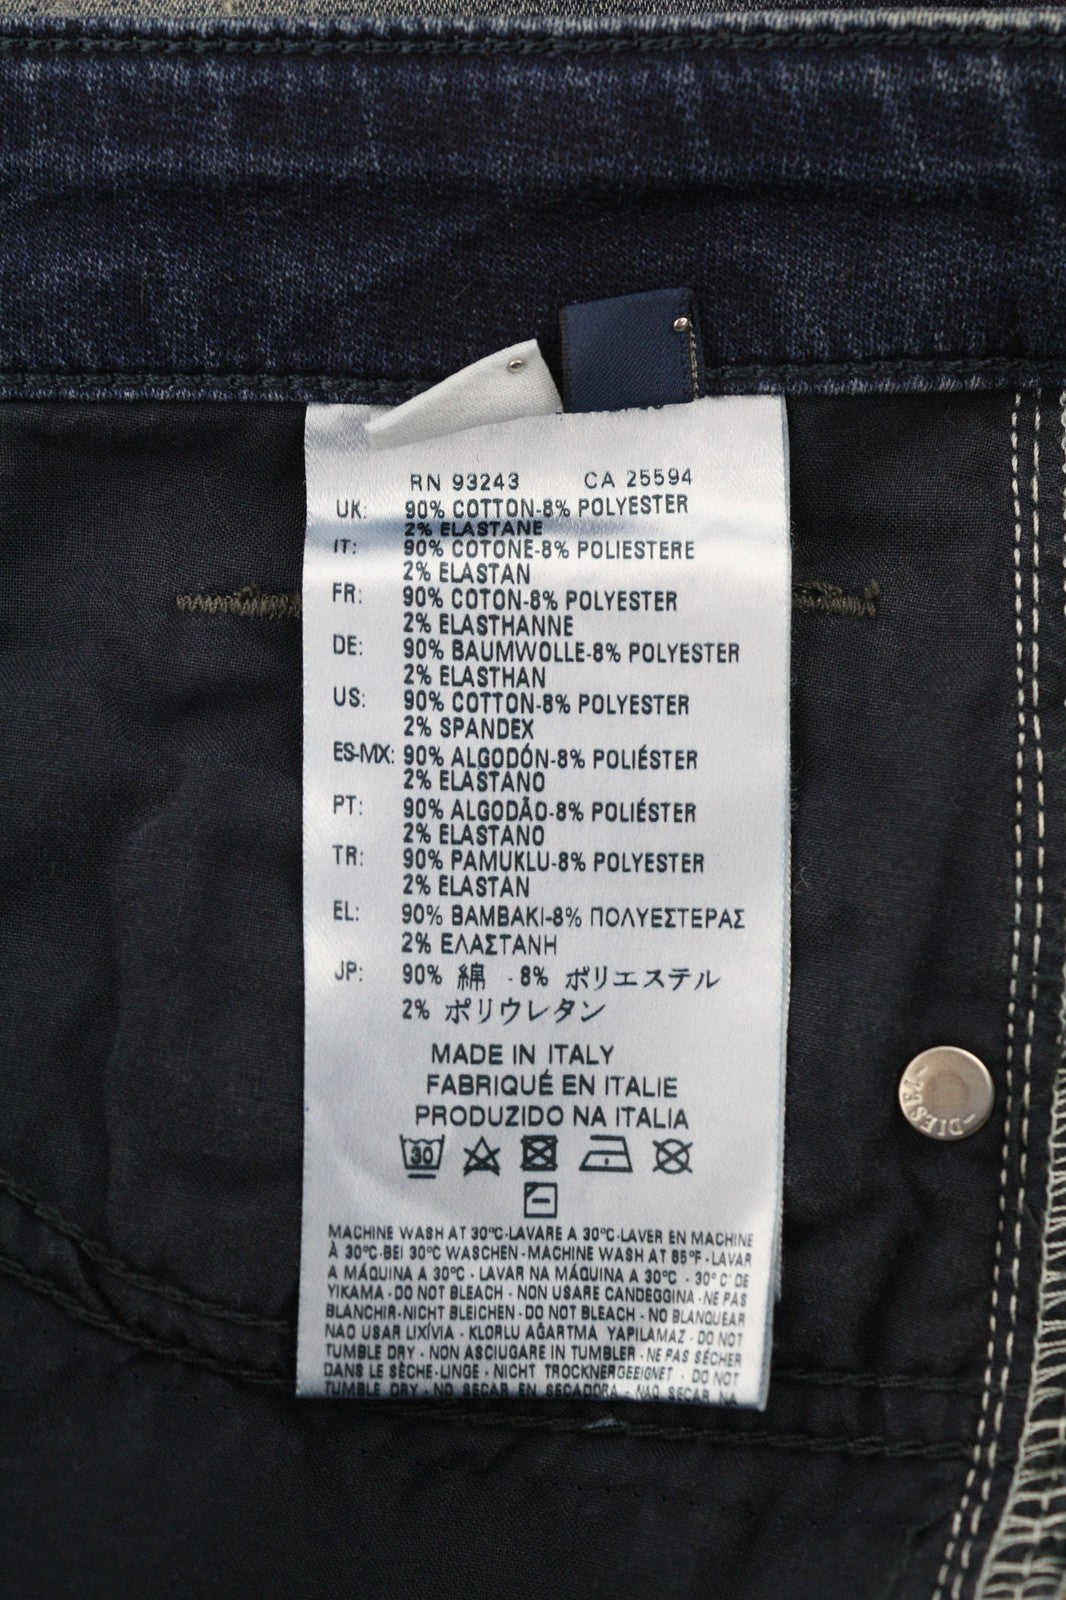 RN 93243 CA 25594
UK: 90% COTTON-8% POLYESTER
2% ELASTANE
IT: 90% COTONE-8% POLIESTERE
2% ELASTAN
FR: 90% COTON-8% POLYESTER
2% ELASTHANNE
DE: 90% BAUMWOLLE-8% POLYESTER
2% ELASTHAN
US: 90% COTTON-8% POLYESTER
2% SPANDEX
ES-MX: 90% ALGODÓN-8% POLIÉSTER
2% ELASTANO
PT: 90% ALGODÃO-8% POLIÉSTER
2% ELASTANO
TR: 90% PAMUKLU-8% POLYESTER
2% ELASTAN
EL: 90% ΒΑΜΒΑΚΙ-8% ΠΟΛΥΕΣΤΕΡΑΣ
2% ΕΛΑΣΤΑΝΗ
JP: 90% 綿 - 8% ポリエステル
2% ポリウレタン
MADE IN ITALY
FABRIQUÉ EN ITALIE
PRODUZIDO NA ITALIA
30
MACHINE WASH AT 30°C-LAVARE A 30°C-LAVER EN MACHINE
À 30°C-BEI 30°C WASCHEN-MACHINE WASH AT 85°F-LAVAR
A MÁQUINA A 30°C - LAVAR NA MÁQUINA A 30°C - 30°C'DE
YIKAMA-DO NOT BLEACH - NON USARE CANDEGGINA-NE PAS
BLANCHIR-NICHT BLEICHEN-DO NOT BLEACH - NO BLANQUEAR
NAO USAR LIXÍVIA - KLORLU AĞARTMA YAPILAMAZ-DO NOT
TUMBLE DRY - NON ASCIUGARE IN TUMBLER-NE PAS SÉCHER
DANS LE SÈCHE-LINGE - NICHT TROCKNERGEEIGNET - DO NOT
TUMBLE DRY - NO SECAR EN SECADORA - NAO SECAR NA